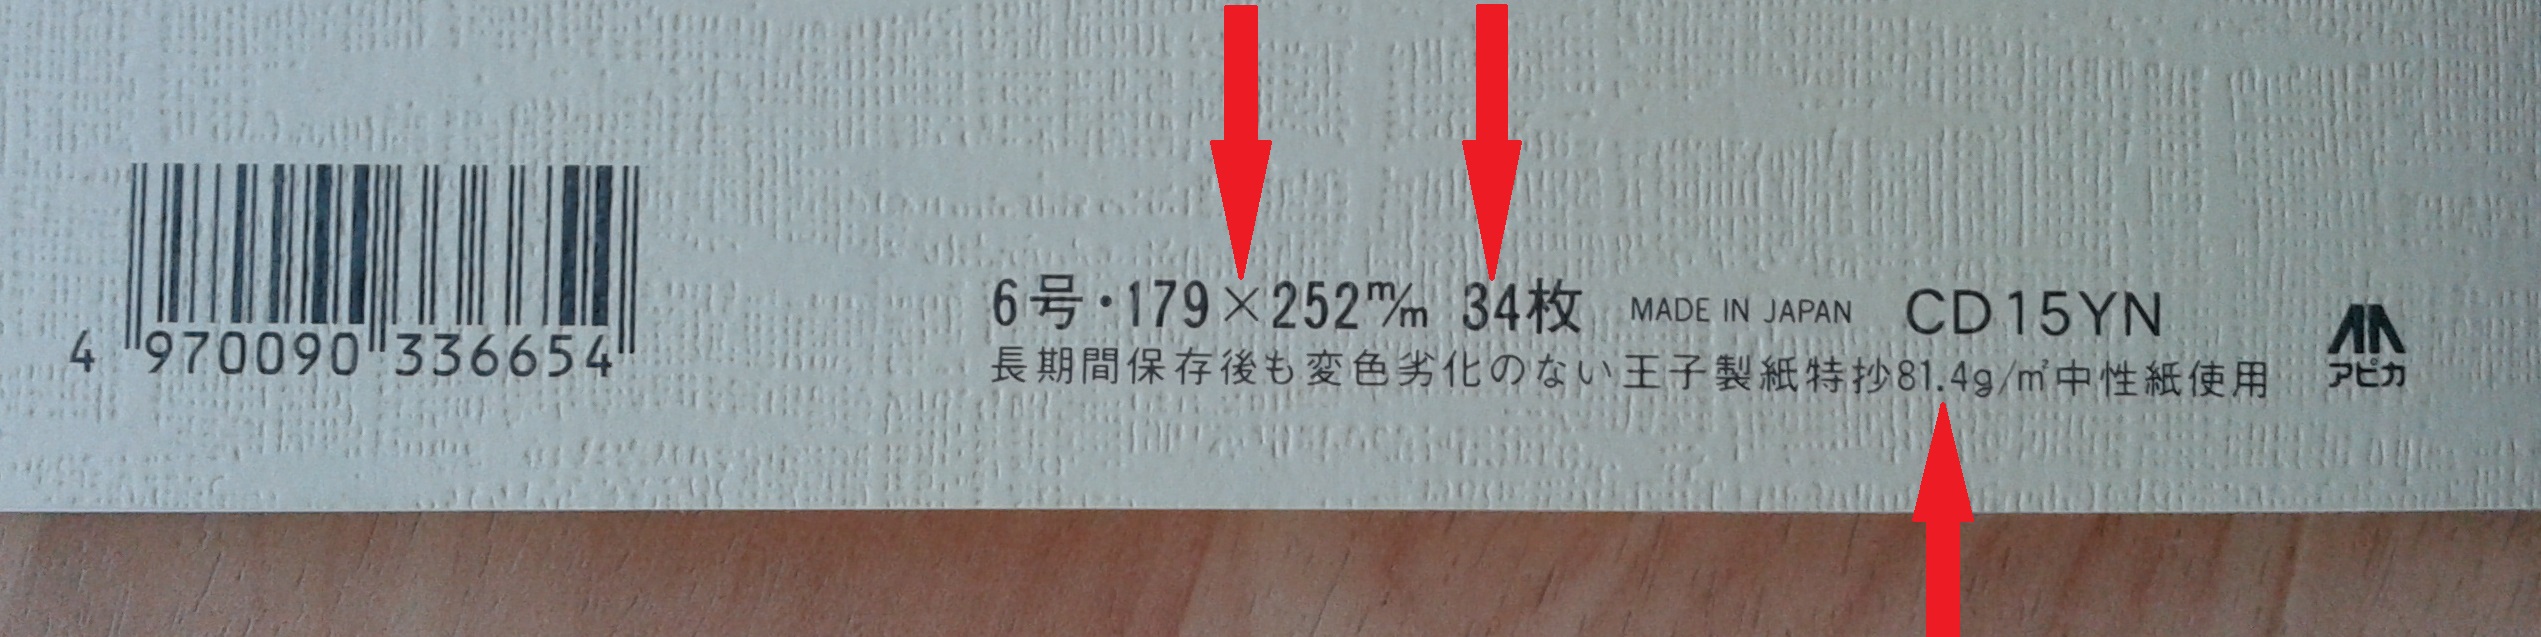 6号・179×252㎜ 34枚 MADE IN JAPAN CD15YN
長期間保存後も変色劣化のない王子製紙特抄81.4g/㎡中性紙使用
アピカ
4 970090 336654